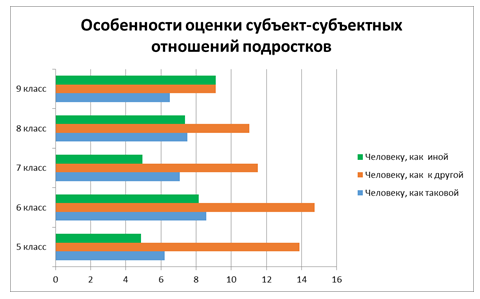 Особенности оценки субъект-субъектных
отношений подростков
9 класс
8 класс
7 класс
6 класс
5 класс
0 2 4 6 8 10 12 14 16
Человеку, как иной
Человеку, как к другой
Человеку, как таковой